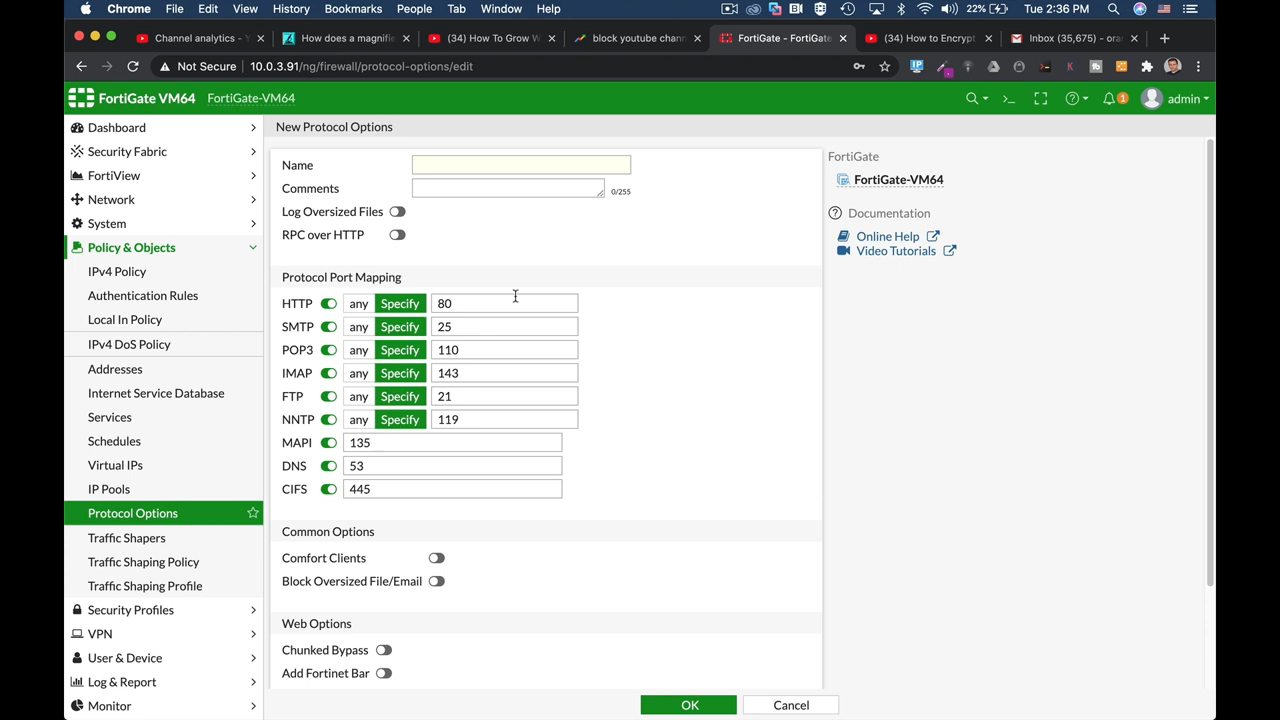 Chrome File Edit View History Bookmarks People Tab Window Help 22% Tue 2:36 PM
Channel analytics - Y
How does a magnifie
(34) How To Grow W
block youtube chann
FortiGate - FortiGate
(34) How to Encrypt
Inbox (35,675) - ora
Not Secure 10.0.3.91/ng/firewall/protocol-options/edit
FortiGate VM64 FortiGate-VM64 1 admin
Dashboard
Security Fabric
FortiView
Network
System
Policy & Objects
IPv4 Policy
Authentication Rules
Local In Policy
IPv4 DoS Policy
Addresses
Internet Service Database
Services
Schedules
Virtual IPs
IP Pools
Protocol Options
Traffic Shapers
Traffic Shaping Policy
Traffic Shaping Profile
Security Profiles
VPN
User & Device
Log & Report
Monitor
New Protocol Options
Name
Comments 0/255
Log Oversized Files
RPC over HTTP
Protocol Port Mapping
HTTP any Specify 80
SMTP any Specify 25
POP3 any Specify 110
IMAP any Specify 143
FTP any Specify 21
NNTP any Specify 119
MAPI 135
DNS 53
CIFS 445
Common Options
Comfort Clients
Block Oversized File/Email
Web Options
Chunked Bypass
Add Fortinet Bar
OK Cancel
FortiGate
FortiGate-VM64
Documentation
Online Help
Video Tutorials